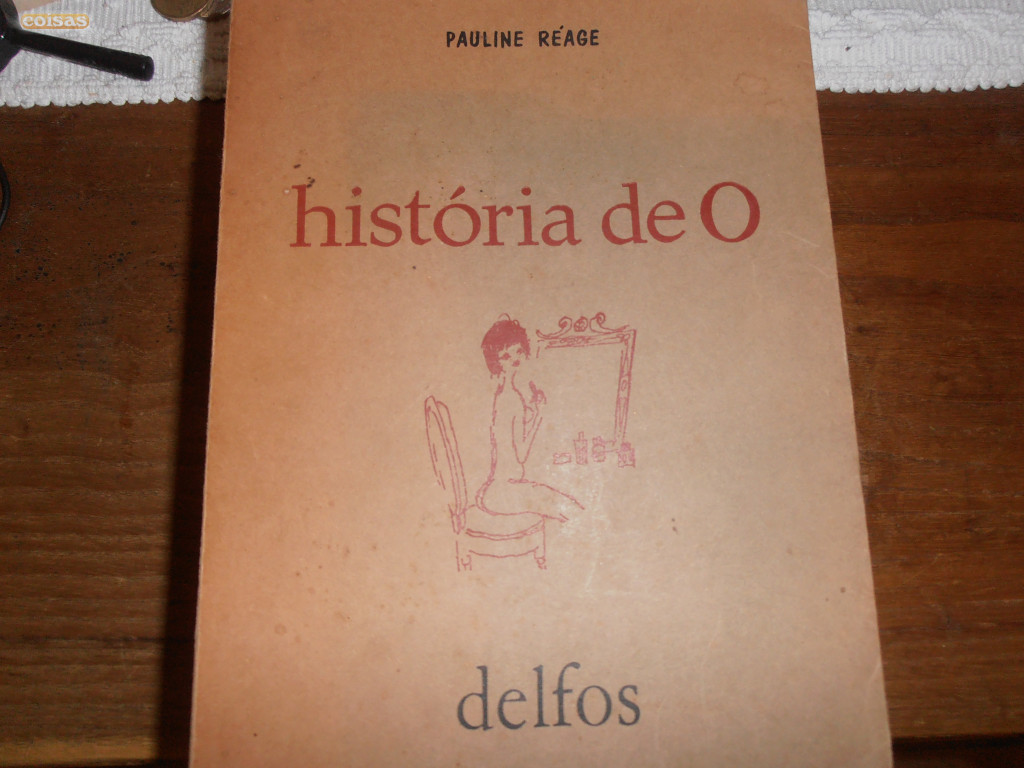 coisas
PAULINE RÉAGE
história de O
delfos